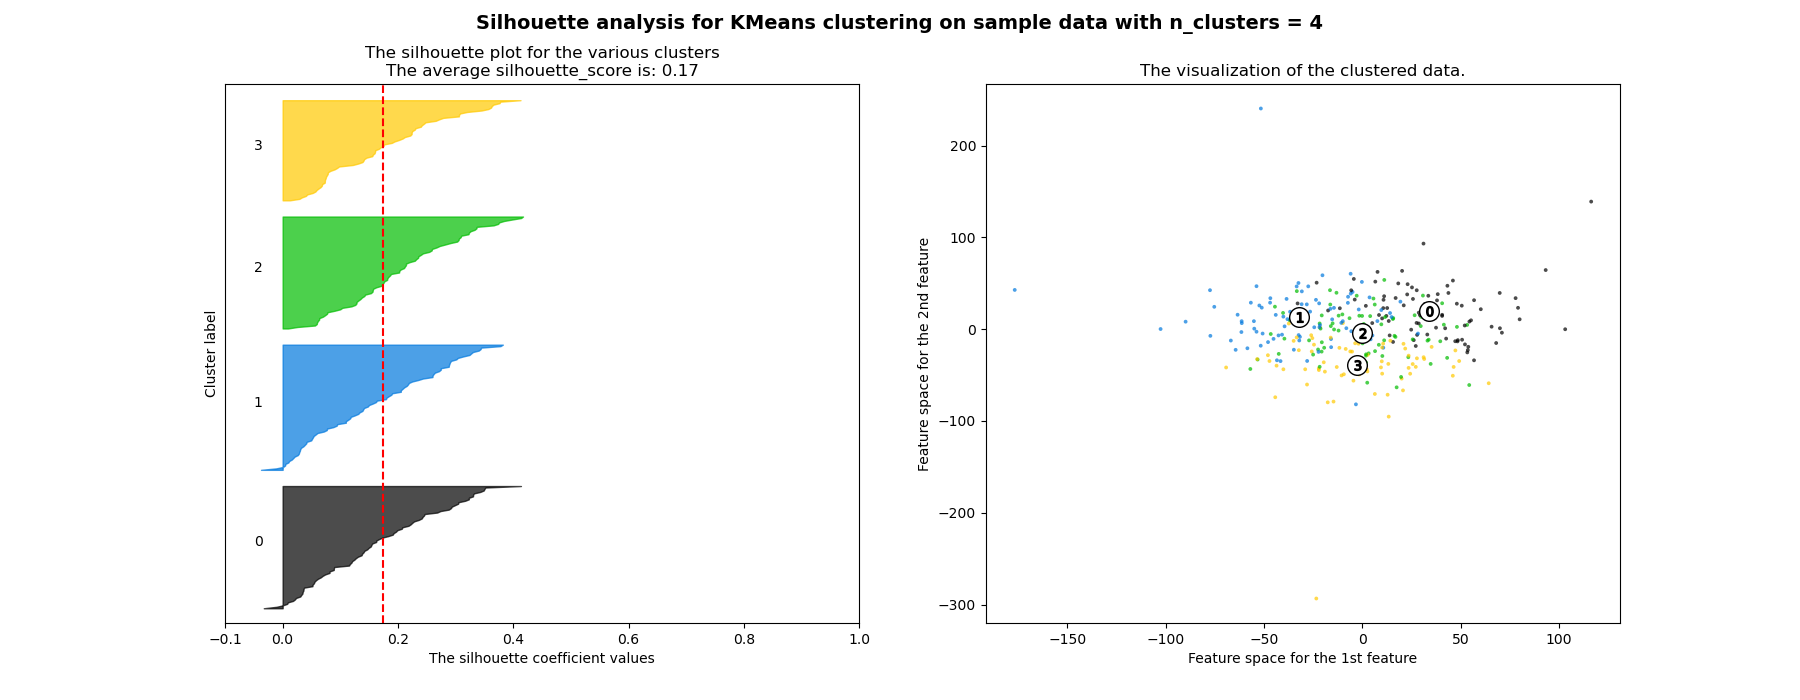 Silhouette analysis for KMeans clustering on sample data with n_clusters = 4
The silhouette plot for the various clusters
The average silhouette_score is: 0.17
3
2
1
0
Cluster label
−0.1 0.0 0.2 0.4 0.6 0.8 1.0
The silhouette coefficient values
The visualization of the clustered data.
200
100
0
−100
−200
−300
Feature space for the 2nd feature
0
1
2
3
−150 −100 −50 0 50 100
Feature space for the 1st feature